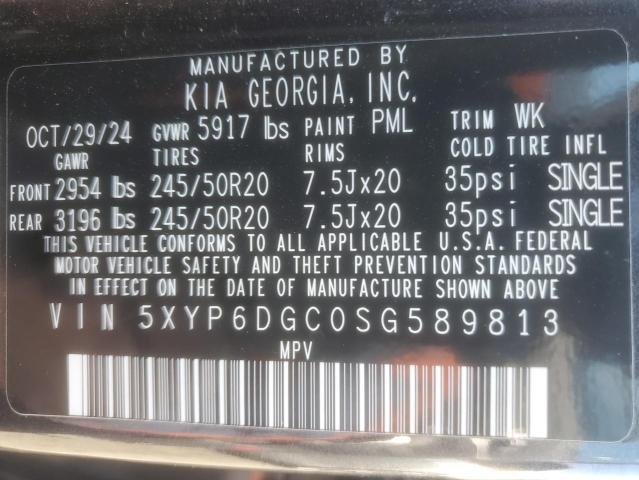 MANUFACTURED BY
KIA GEORGIA, INC.
OCT/29/24 GVWR 5917 lbs PAINT PML TRIM WK
GAWR TIRES RIMS COLD TIRE INFL
FRONT 2954 lbs 245/50R20 7.5Jx20 35psi SINGLE
REAR 3196 lbs 245/50R20 7.5Jx20 35psi SINGLE
THIS VEHICLE CONFORMS TO ALL APPLICABLE U.S.A. FEDERAL
MOTOR VEHICLE SAFETY AND THEFT PREVENTION STANDARDS
IN EFFECT ON THE DATE OF MANUFACTURE SHOWN ABOVE
VIN 5XYP6DGC0SG589813
MPV